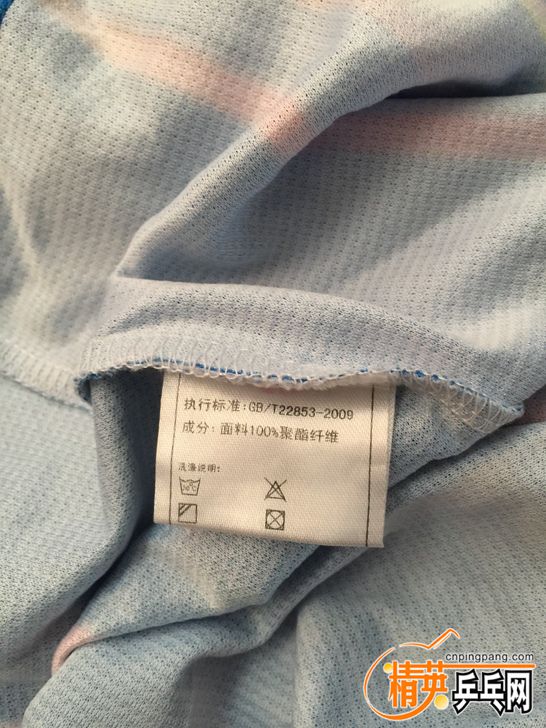 执行标准:GB/T22853-2009
成分: 面料100%聚酯纤维
洗涤说明:
30℃
cnpingpang.com
精英乒乓网